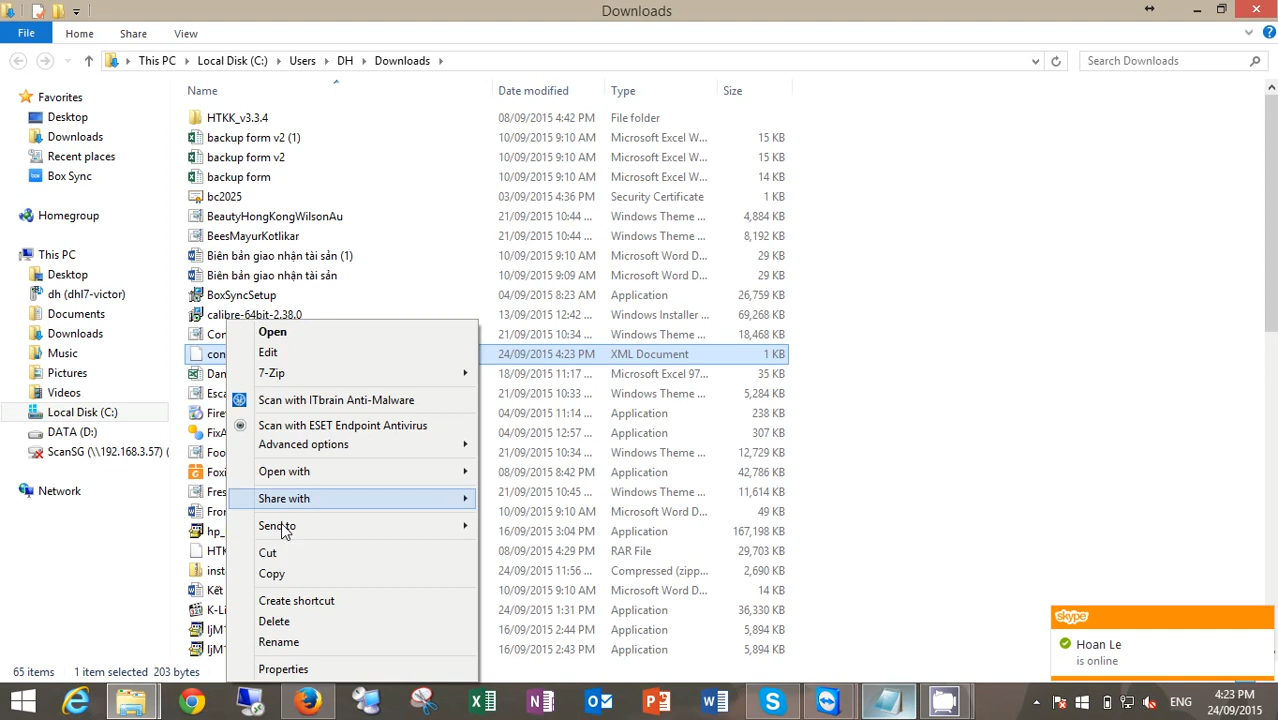 Downloads
File
Home
Share
View
This PC
Local Disk (C:)
Users
DH
Downloads
Search Downloads
Favorites
Desktop
Downloads
Recent places
Box Sync
Homegroup
This PC
Desktop
dh (dhl7-victor)
Documents
Downloads
Music
Pictures
Videos
Local Disk (C:)
DATA (D:)
ScanSG (\\192.168.3.57)
Network
Name Date modified Type Size
HTKK_v3.3.4 08/09/2015 4:42 PM File folder
backup form v2 (1) 10/09/2015 9:10 AM Microsoft Excel W... 15 KB
backup form v2 10/09/2015 9:10 AM Microsoft Excel W... 15 KB
backup form 10/09/2015 9:10 AM Microsoft Excel W... 14 KB
bc2025 03/09/2015 4:36 PM Security Certificate 1 KB
BeautyHongKongWilsonAu 21/09/2015 10:44 ... Windows Theme ... 4,884 KB
BeesMayurKotlikar 21/09/2015 10:44 ... Windows Theme ... 8,192 KB
Biên bản giao nhận tài sản (1) 10/09/2015 9:10 AM Microsoft Word D... 29 KB
Biên bản giao nhận tài sản 10/09/2015 9:09 AM Microsoft Word D... 29 KB
BoxSyncSetup 04/09/2015 8:23 AM Application 26,759 KB
calibre-64bit-2.38.0 13/09/2015 12:42 ... Windows Installer ... 69,268 KB
Con 21/09/2015 10:34 ... Windows Theme ... 18,468 KB
con 24/09/2015 4:23 PM XML Document 1 KB
Dan 18/09/2015 11:17 ... Microsoft Excel 97... 35 KB
Esca 21/09/2015 10:33 ... Windows Theme ... 5,284 KB
Firef 04/09/2015 11:14 ... Application 238 KB
FixA 04/09/2015 12:57 ... Application 307 KB
Foo 21/09/2015 10:45 ... Windows Theme ... 12,729 KB
Foxi 08/09/2015 8:42 PM Application 42,786 KB
Fres 21/09/2015 10:45 ... Windows Theme ... 11,614 KB
Fror 10/09/2015 9:10 AM Microsoft Word D... 49 KB
hp_ 16/09/2015 3:04 PM Application 167,198 KB
HTK 08/09/2015 4:29 PM RAR File 29,703 KB
inst 24/09/2015 11:56 ... Compressed (zipp... 2,690 KB
Kết 10/09/2015 9:10 AM Microsoft Word D... 14 KB
K-Li 24/09/2015 1:31 PM Application 36,330 KB
ljM1 16/09/2015 2:44 PM Application 5,894 KB
ljM1 16/09/2015 2:43 PM Application 5,894 KB
Open
Edit
7-Zip
Scan with ITbrain Anti-Malware
Scan with ESET Endpoint Antivirus
Advanced options
Open with
Share with
Send to
Cut
Copy
Create shortcut
Delete
Rename
Properties
skype
Hoan Le
is online
65 items 1 item selected 203 bytes
ENG
4:23 PM
24/09/2015